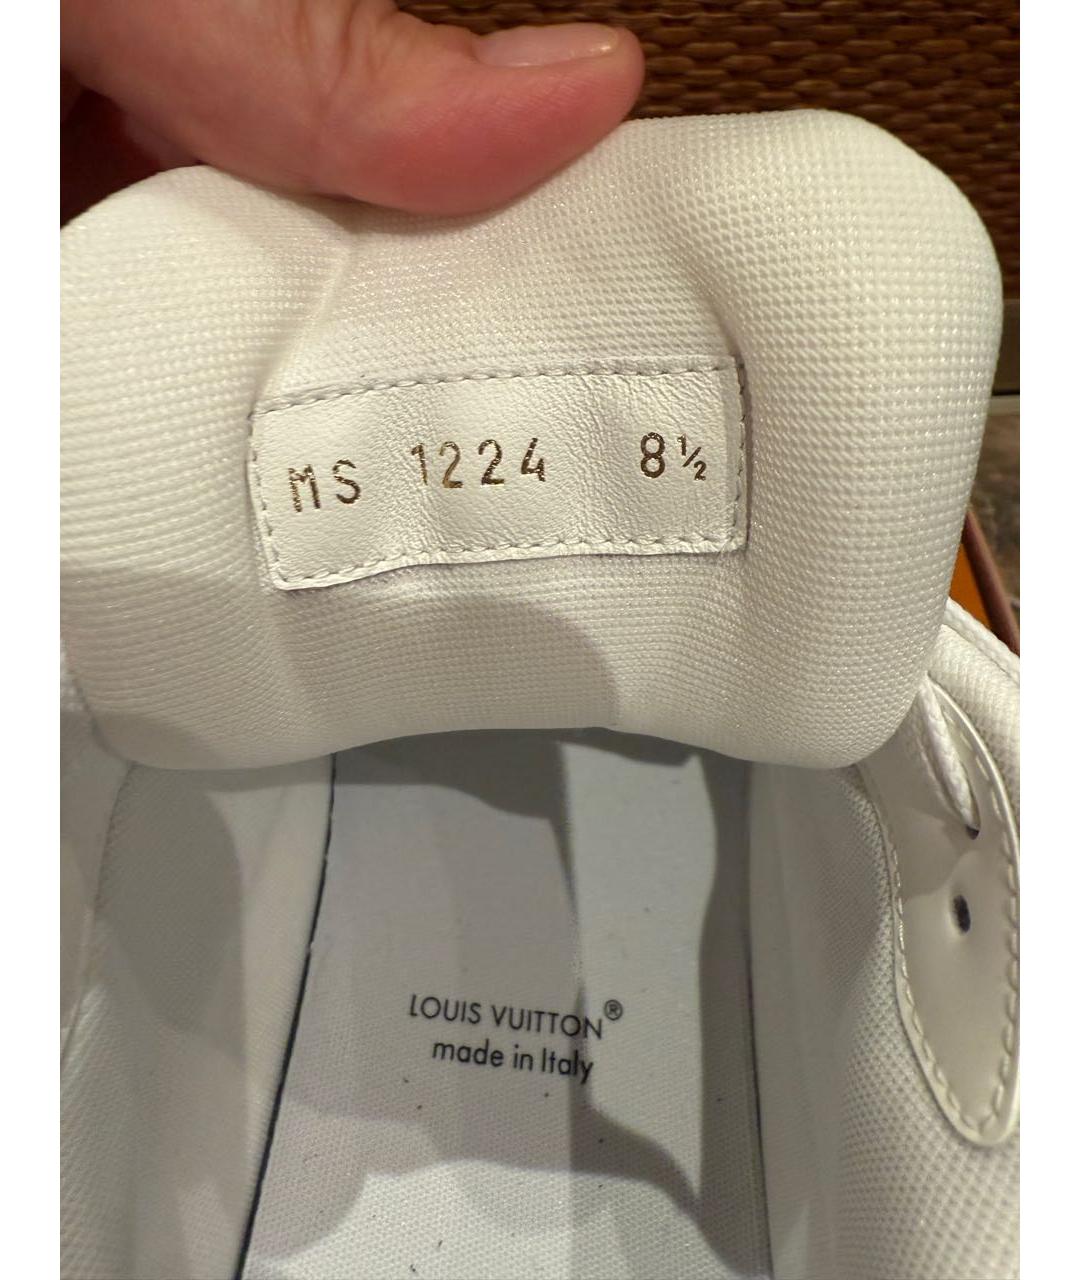 MS 1224 8½
LOUIS VUITTON®
made in Italy